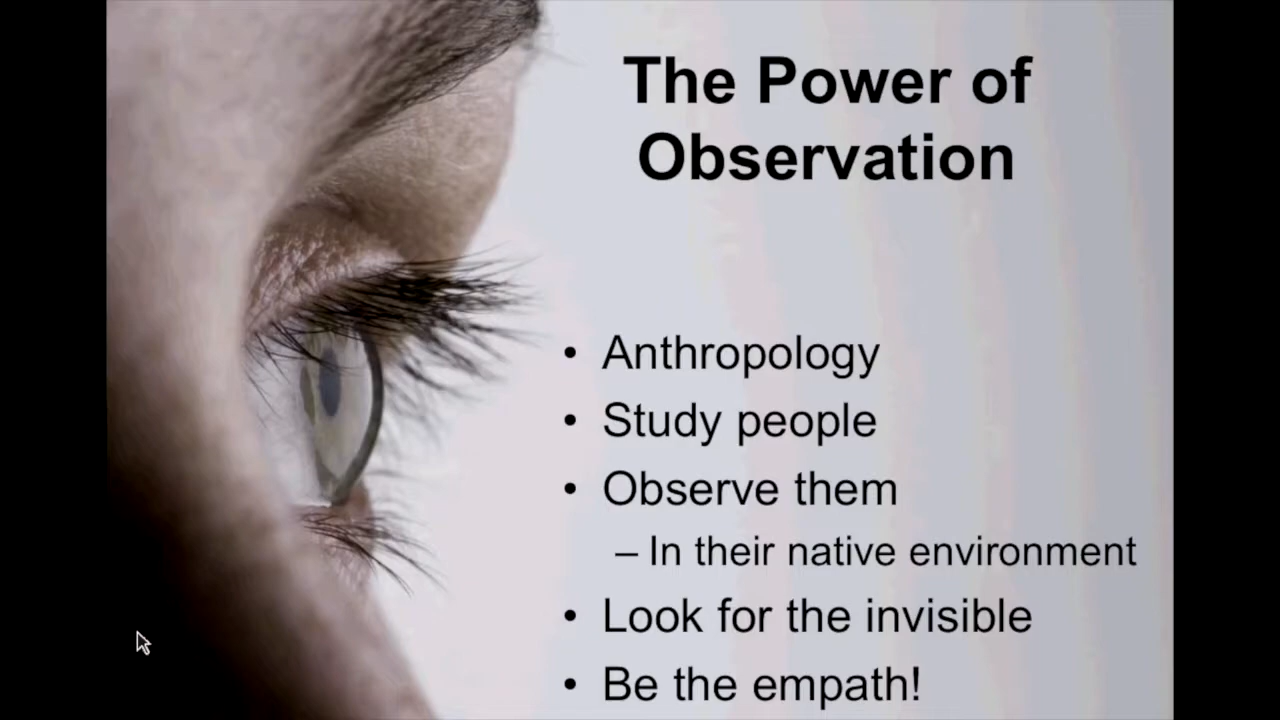 The Power of
Observation
• Anthropology
• Study people
• Observe them
– In their native environment
• Look for the invisible
• Be the empath!